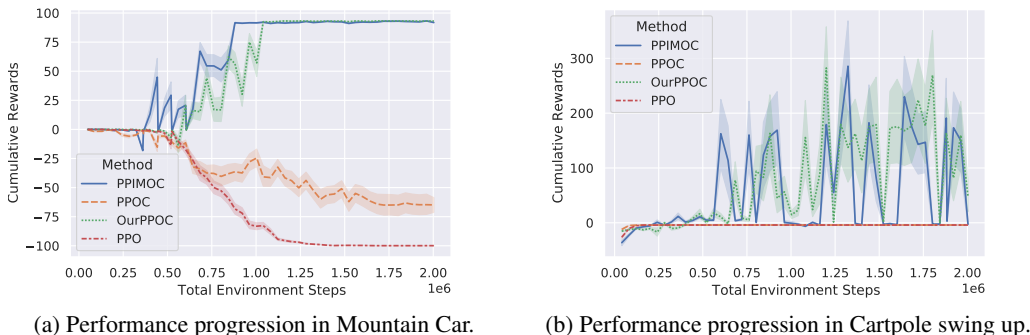 100
75
50
25
0
−25
−50
−75
−100
Cumulative Rewards
Method
PPIMOC
PPOC
OurPPOC
PPO
0.00 0.25 0.50 0.75 1.00 1.25 1.50 1.75 2.00
Total Environment Steps 1e6
(a) Performance progression in Mountain Car.
300
200
100
0
Cumulative Rewards
Method
PPIMOC
PPOC
OurPPOC
PPO
0.00 0.25 0.50 0.75 1.00 1.25 1.50 1.75 2.00
Total Environment Steps 1e6
(b) Performance progression in Cartpole swing up.